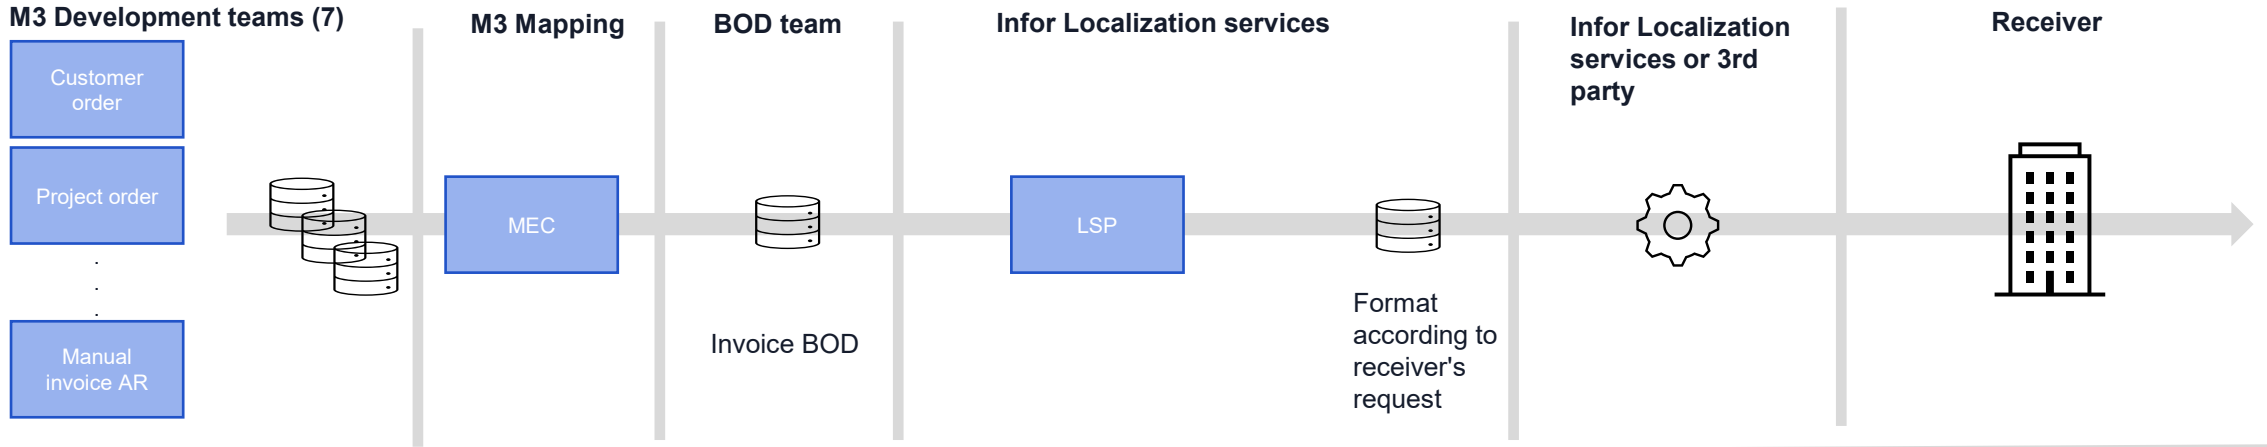 M3 Development teams (7)
Customer
order
Project order
.
.
.
Manual
invoice AR
M3 Mapping
MEC
BOD team
Invoice BOD
Infor Localization services
LSP
Format
according to
receiver's
request
Infor Localization
services or 3rd
party
Receiver